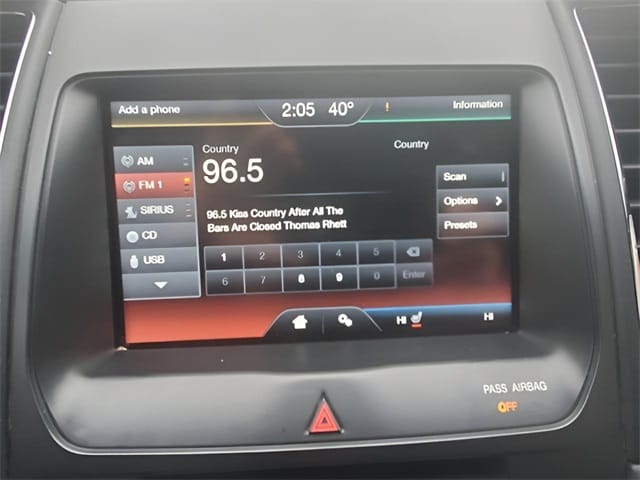 Add a phone
2:05 40°
!
Information
Country
Country
96.5
AM
FM 1
SIRIUS
CD
USB
96.5 Kiss Country After All The
Bars Are Closed Thomas Rhett
Scan
Options
Presets
1 2 3 4 5
6 7 8 9 0 Enter
HI
HI
PASS AIRBAG
OFF